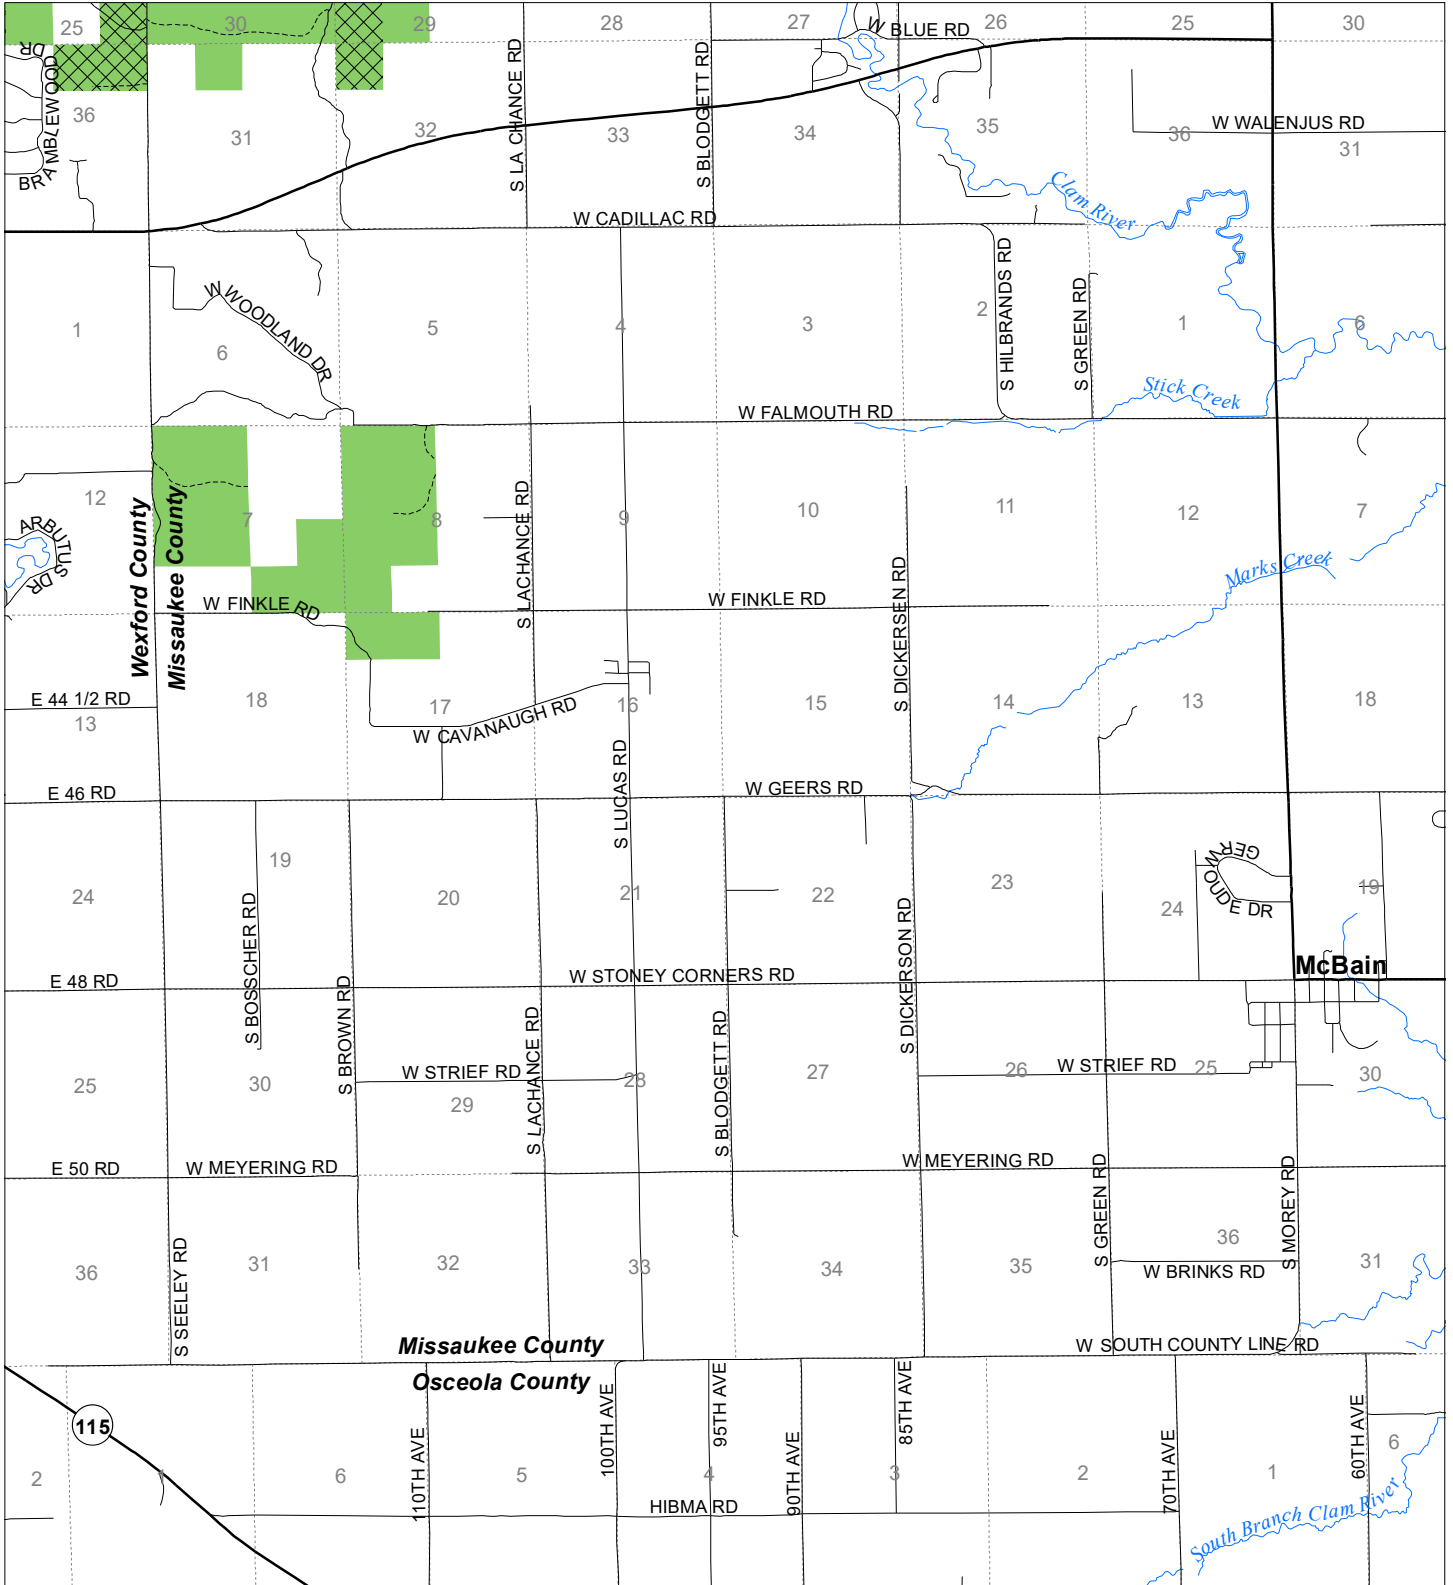 25
30
29
28
27
26
25
30
W BLUE RD
DR
BRAMBLEWOOD
36
31
32
33
34
35
36
31
S LA CHANCE RD
S BLODGETT RD
W WALENJUS RD
Clam River
W CADILLAC RD
W WOODLAND DR
S HILBRANDS RD
S GREEN RD
1
6
5
4
3
2
1
6
Stick Creek
W FALMOUTH RD
12
7
8
9
10
11
12
7
ARBUTUS DR
Wexford County
Missaukee County
S LACHANCE RD
S DICKERSEN RD
Marks Creek
W FINKLE RD
W FINKLE RD
E 44 1/2 RD
13
18
17
16
15
14
13
18
W CAVANAUGH RD
S LUCAS RD
E 46 RD
W GEERS RD
GERWOUDE DR
24
19
20
21
22
23
24
19
S BOSSCHER RD
S DICKERSON RD
McBain
E 48 RD
W STONEY CORNERS RD
S BROWN RD
S LACHANCE RD
S BLODGETT RD
W STRIEF RD
W STRIEF RD
25
30
29
28
27
26
25
30
E 50 RD
W MEYERING RD
W MEYERING RD
S GREEN RD
S MOREY RD
S SEELEY RD
36
31
32
33
34
35
36
31
W BRINKS RD
Missaukee County
W SOUTH COUNTY LINE RD
Osceola County
115
110TH AVE
100TH AVE
95TH AVE
90TH AVE
85TH AVE
70TH AVE
60TH AVE
2
1
6
5
4
3
2
1
6
HIBMA RD
South Branch Clam River